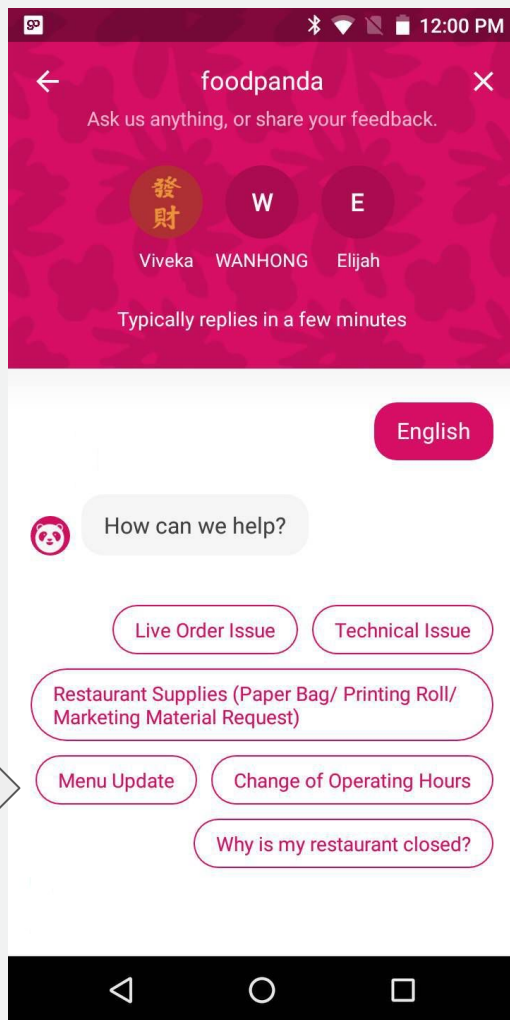 gp
12:00 PM
foodpanda
Ask us anything, or share your feedback.
發
財
W
E
Viveka
WANHONG
Elijah
Typically replies in a few minutes
English
How can we help?
Live Order Issue
Technical Issue
Restaurant Supplies (Paper Bag/ Printing Roll/
Marketing Material Request)
Menu Update
Change of Operating Hours
Why is my restaurant closed?